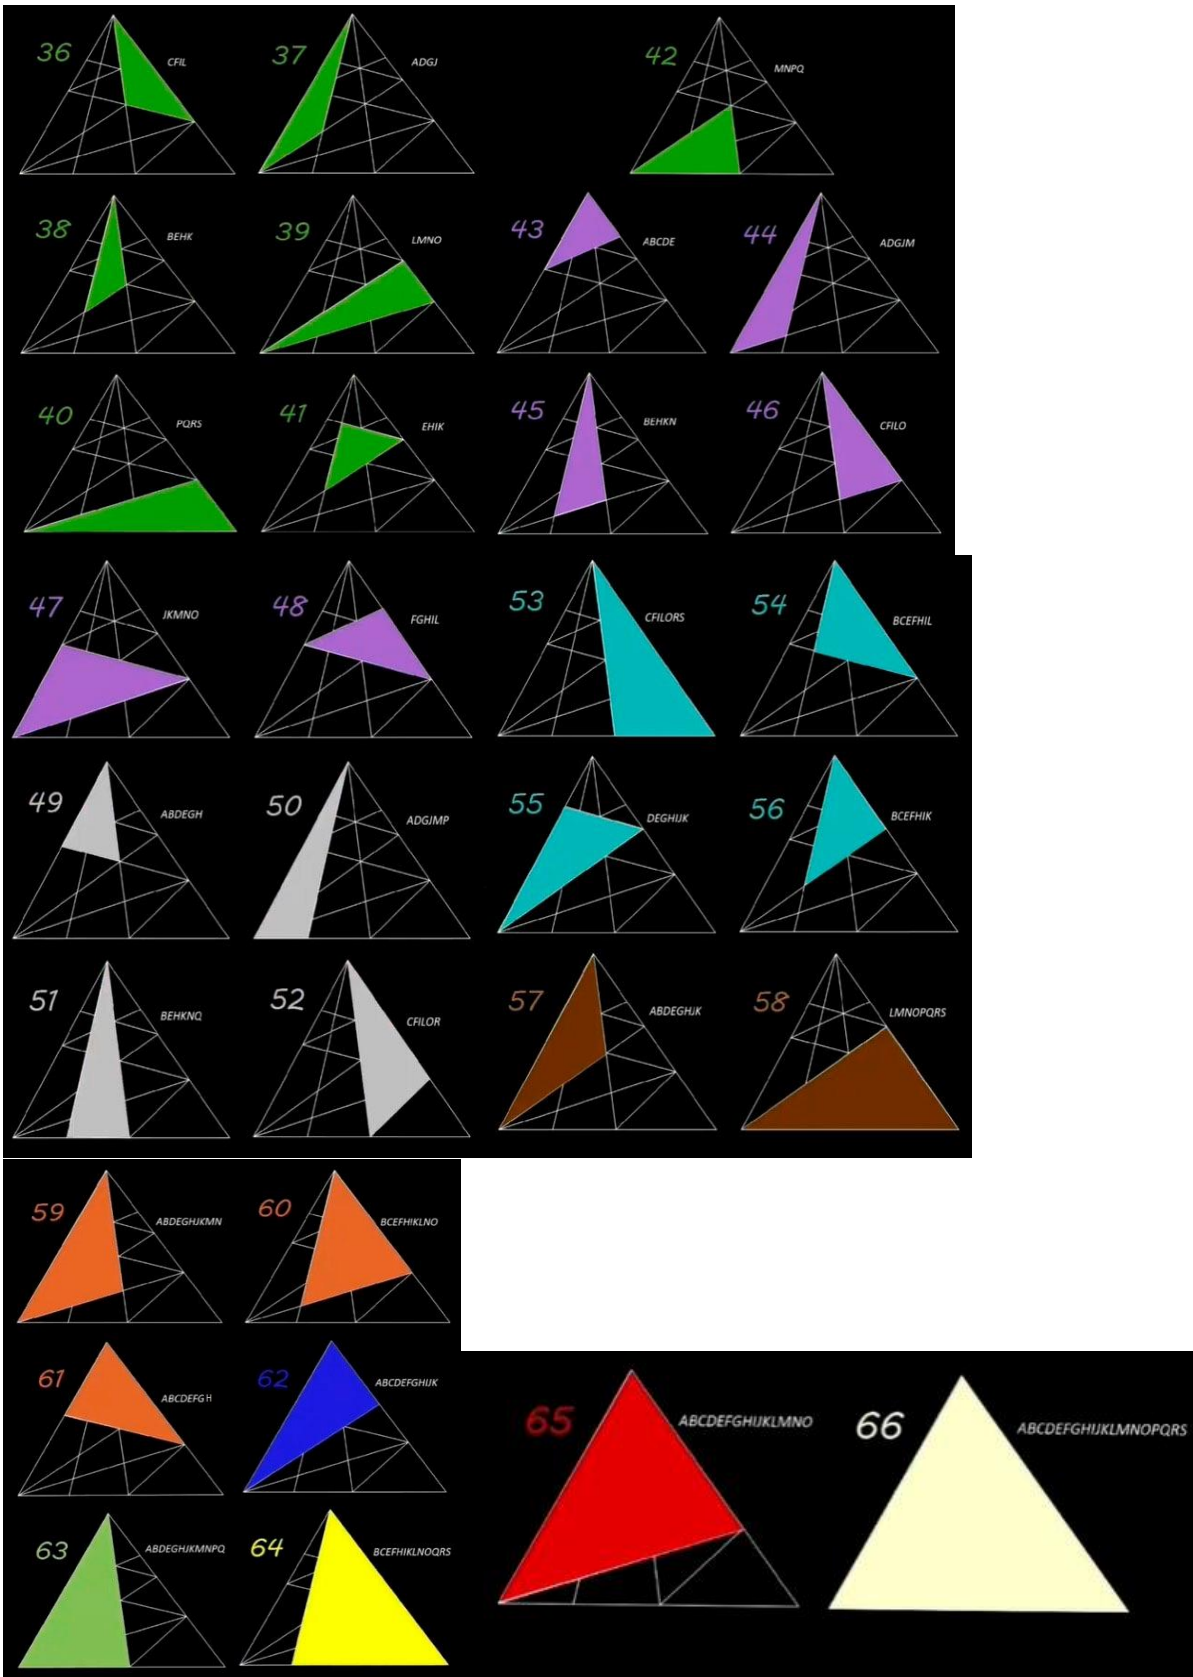 36 CFIL 37 ADGJ 42 MNPQ
38 BEHK 39 LMNO 43 ABCDE 44 ADGJM
40 PQRS 41 EHIK 45 BEHKN 46 CFILO
47 JKMNO 48 FGHIL 53 CFILORS 54 BCEFHIL
49 ABDEGH 50 ADGJMP 55 DEGHIJK 56 BCEFHIK
51 BEHKNQ 52 CFILOR 57 ABDEGHJK 58 LMNOPQRS
59 ABDEGHJKMN 60 BCEFHIKLNO
61 ABCDEFGH 62 ABCDEFGHIJK
65 ABCDEFGHIJKLMNO 66 ABCDEFGHIJKLMNOPQRS
63 ABDEGHJKMNPQ 64 BCEFHIKLNOQRS